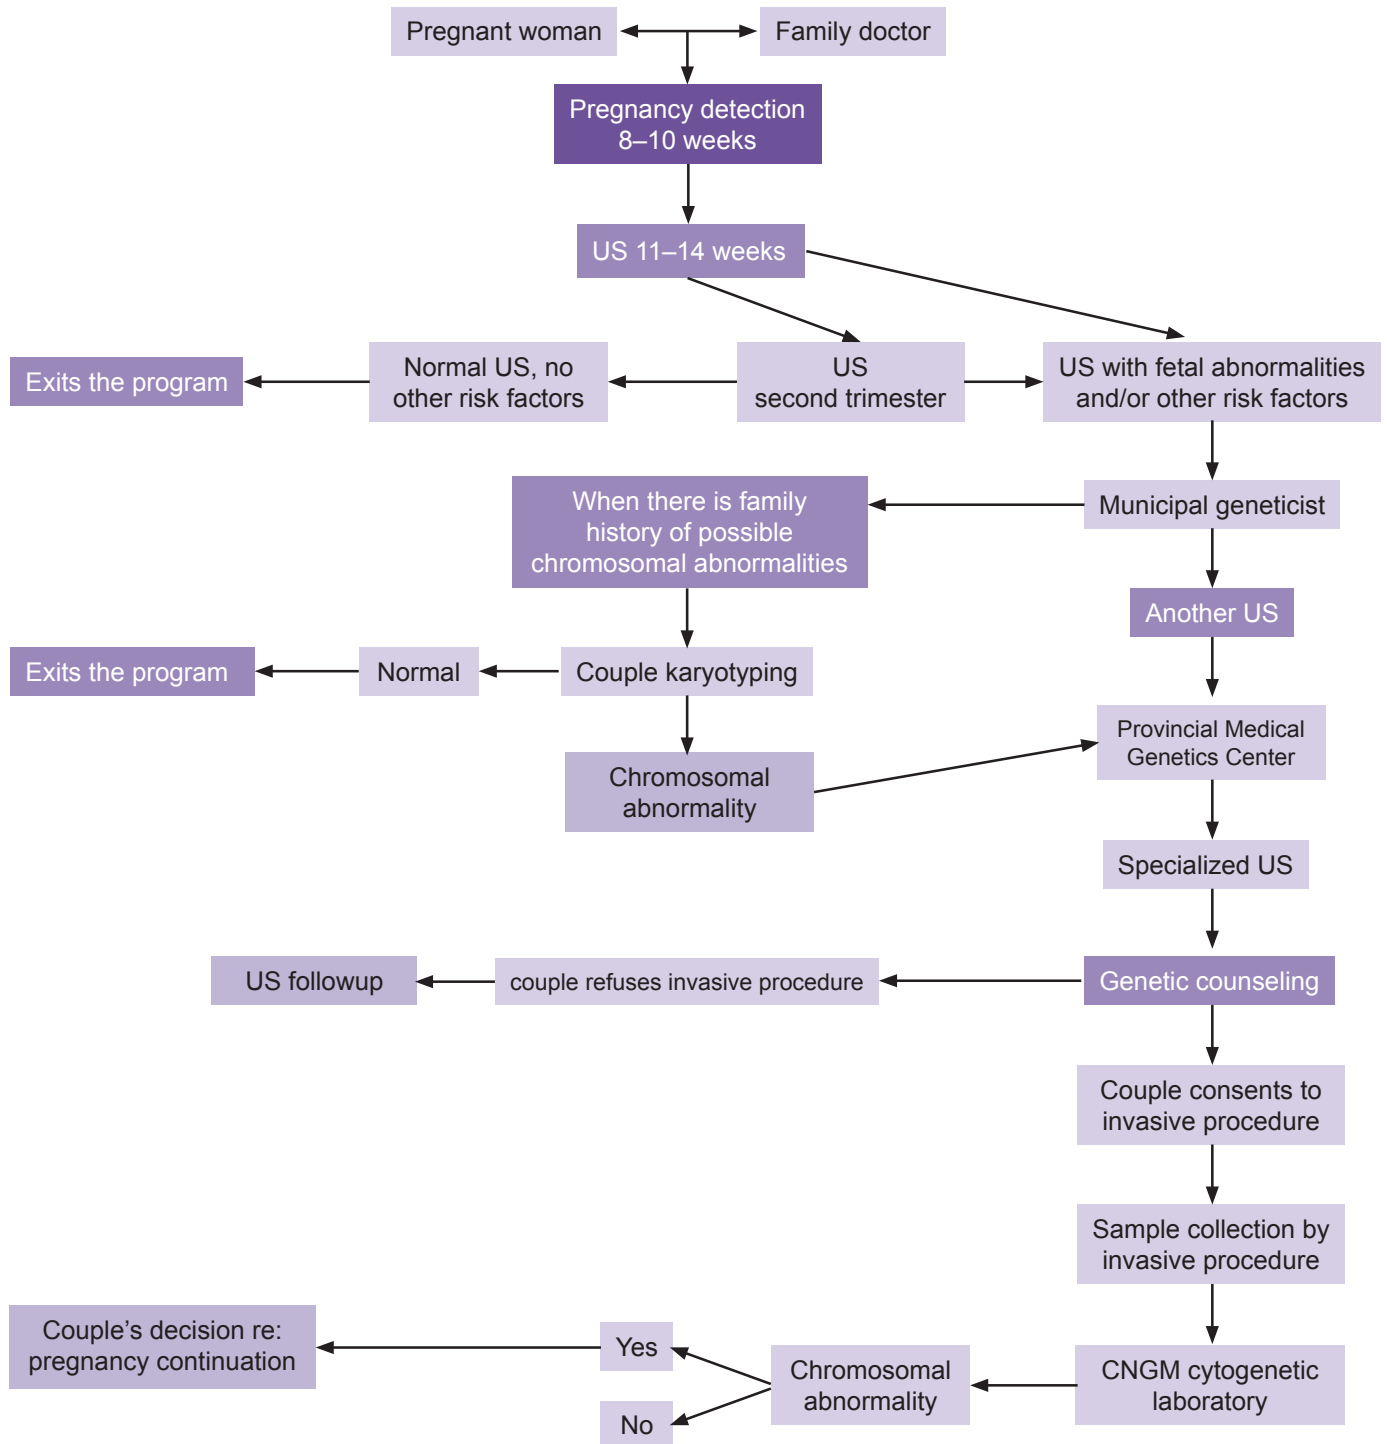 Pregnant woman
Family doctor
Pregnancy detection
8–10 weeks
US 11–14 weeks
Exits the program
Normal US, no
other risk factors
US
second trimester
US with fetal abnormalities
and/or other risk factors
When there is family
history of possible
chromosomal abnormalities
Municipal geneticist
Another US
Exits the program
Normal
Couple karyotyping
Provincial Medical
Genetics Center
Chromosomal
abnormality
Specialized US
US followup
couple refuses invasive procedure
Genetic counseling
Couple consents to
invasive procedure
Sample collection by
invasive procedure
Couple’s decision re:
pregnancy continuation
Yes
Chromosomal
abnormality
CNGM cytogenetic
laboratory
No